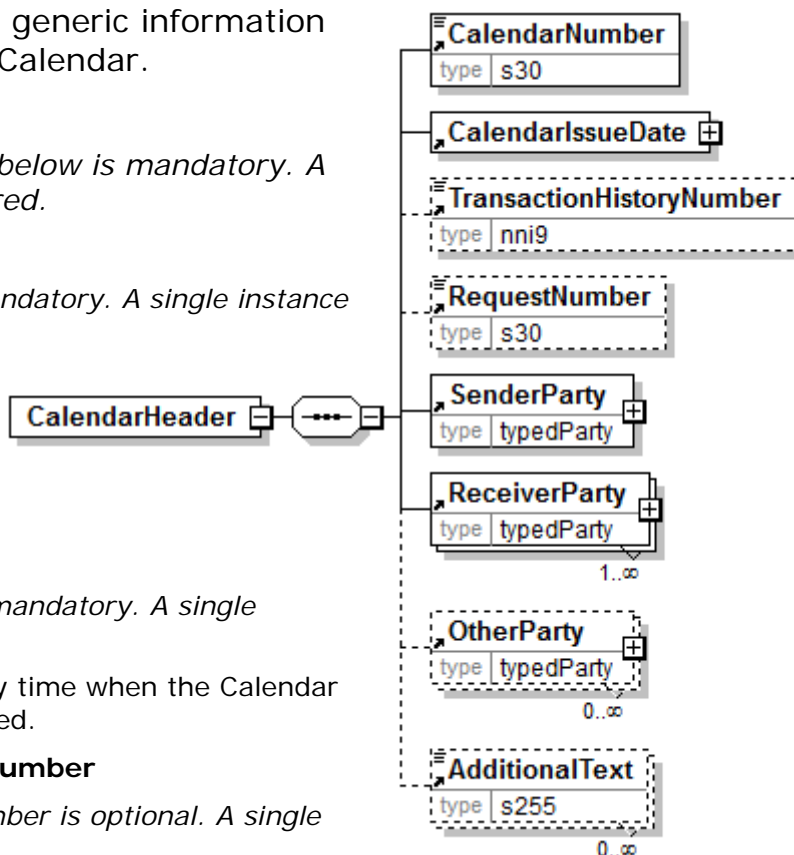 generic information
Calendar.
below is mandatory. A
red.
ndatory. A single instance
mandatory. A single
y time when the Calendar
ed.
umber
nber is optional. A single
CalendarHeader
CalendarNumber
type s30
CalendarIssueDate
TransactionHistoryNumber
type nni9
RequestNumber
type s30
SenderParty
type typedParty
ReceiverParty
type typedParty
1..∞
OtherParty
type typedParty
0..∞
AdditionalText
type s255
0..∞